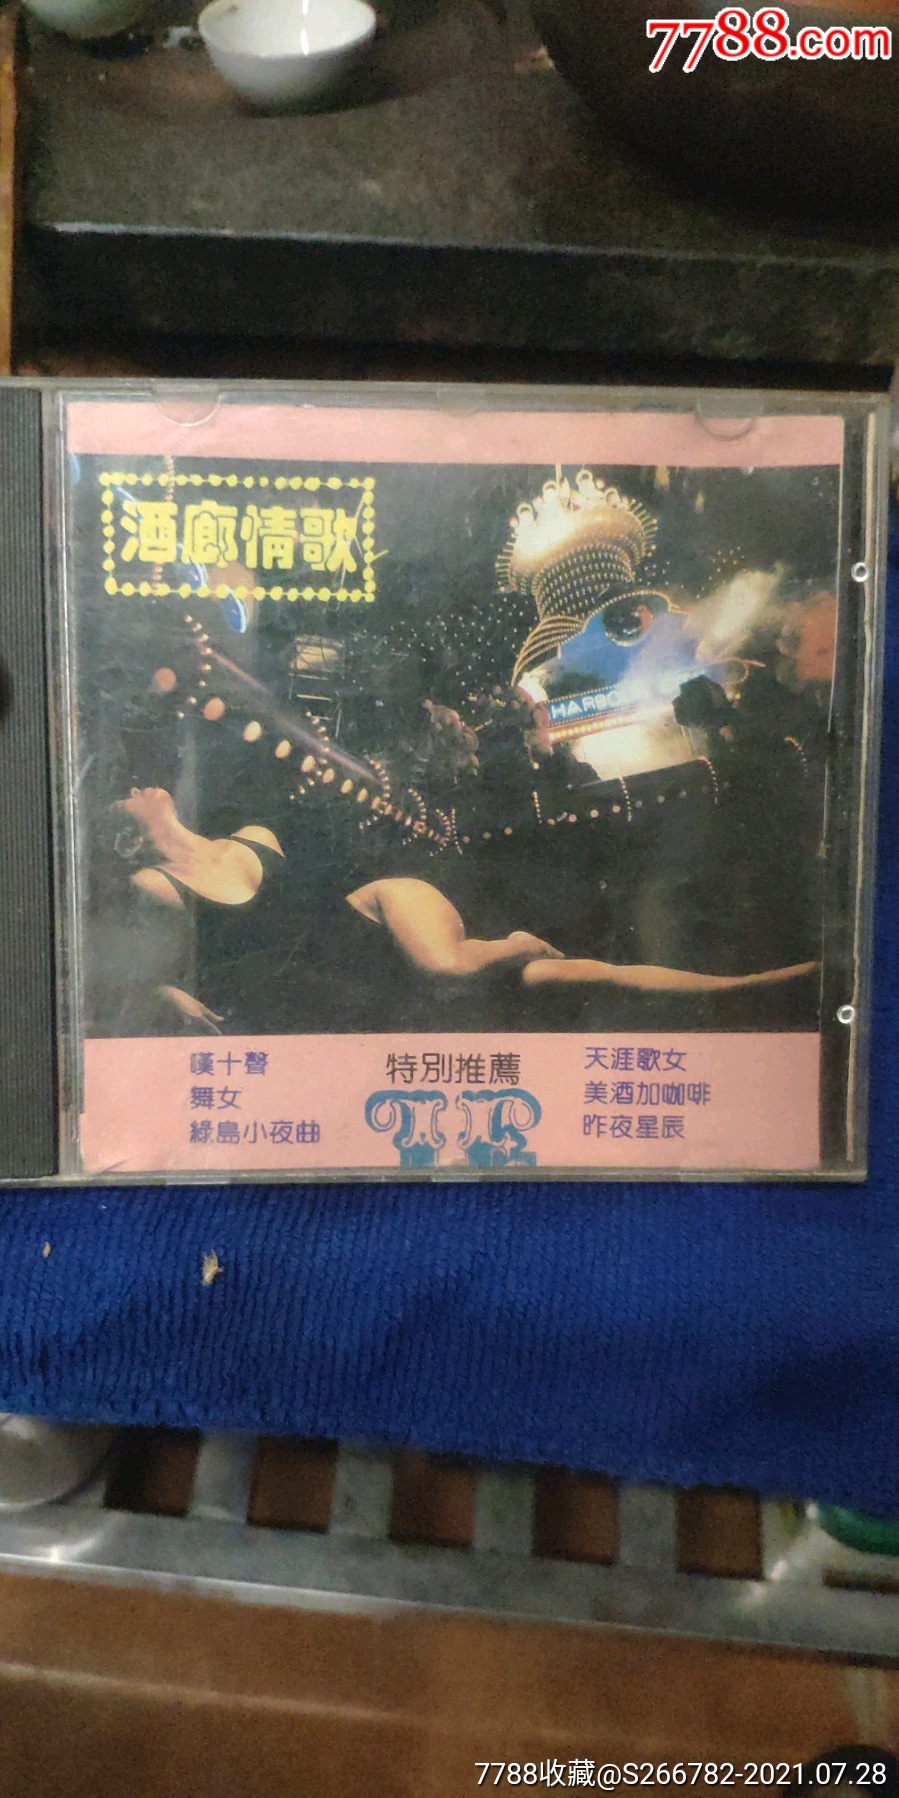 7788.com
酒廊情歌
HARBO
嘆十聲
舞女
綠島小夜曲
特別推薦
天涯歌女
美酒加咖啡
昨夜星辰
7788收藏@S266782-2021.07.28